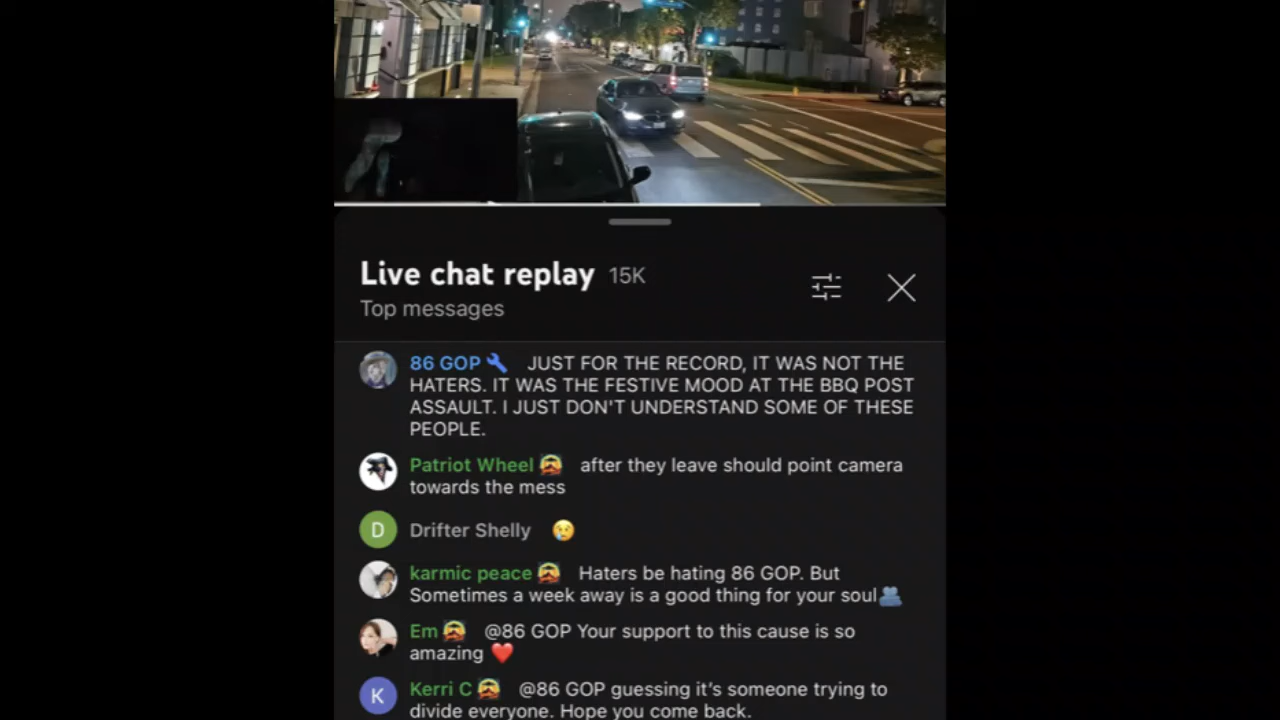 Live chat replay 15K
Top messages
86 GOP 🔧 JUST FOR THE RECORD, IT WAS NOT THE
HATERS. IT WAS THE FESTIVE MOOD AT THE BBQ POST
ASSAULT. I JUST DON'T UNDERSTAND SOME OF THESE
PEOPLE.
Patriot Wheel after they leave should point camera
towards the mess
D
Drifter Shelly 😢
karmic peace Haters be hating 86 GOP. But
Sometimes a week away is a good thing for your soul🫂
Em @86 GOP Your support to this cause is so
amazing ❤️
K
Kerri C @86 GOP guessing it's someone trying to
divide everyone. Hope you come back.